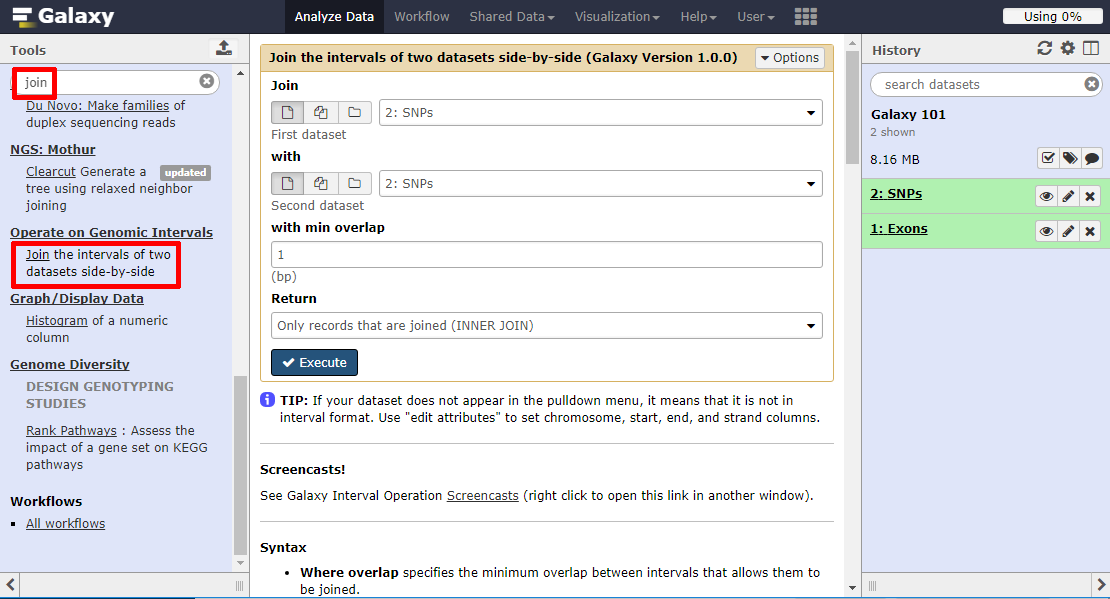 Galaxy
Analyze Data
Workflow
Shared Data
Visualization
Help
User
Using 0%
Tools
join
Du Novo: Make families of
duplex sequencing reads
NGS: Mothur
Clearcut Generate a updated
tree using relaxed neighbor
joining
Operate on Genomic Intervals
Join the intervals of two
datasets side-by-side
Graph/Display Data
Histogram of a numeric
column
Genome Diversity
DESIGN GENOTYPING
STUDIES
Rank Pathways : Assess the
impact of a gene set on KEGG
pathways
Workflows
All workflows
Join the intervals of two datasets side-by-side (Galaxy Version 1.0.0)
Options
Join
2: SNPs
First dataset
with
2: SNPs
Second dataset
with min overlap
1
(bp)
Return
Only records that are joined (INNER JOIN)
Execute
TIP: If your dataset does not appear in the pulldown menu, it means that it is not in
interval format. Use "edit attributes" to set chromosome, start, end, and strand columns.
Screencasts!
See Galaxy Interval Operation Screencasts (right click to open this link in another window).
Syntax
• Where overlap specifies the minimum overlap between intervals that allows them to
be joined.
History
search datasets
Galaxy 101
2 shown
8.16 MB
2: SNPs
1: Exons